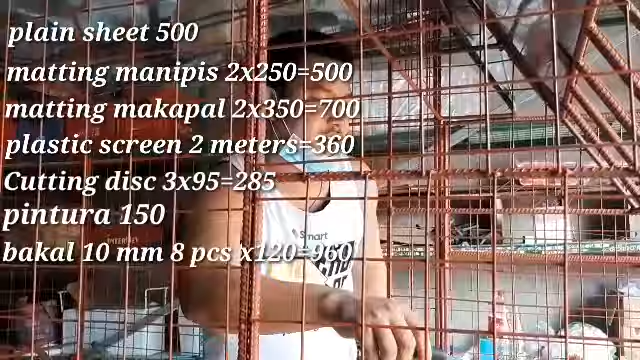 plain sheet 500
matting manipis 2x250=500
matting makapal 2x350=700
plastic screen 2 meters=360
Cutting disc 3x95=285
pintura 150
bakal 10 mm 8 pcs x120=960
Smart